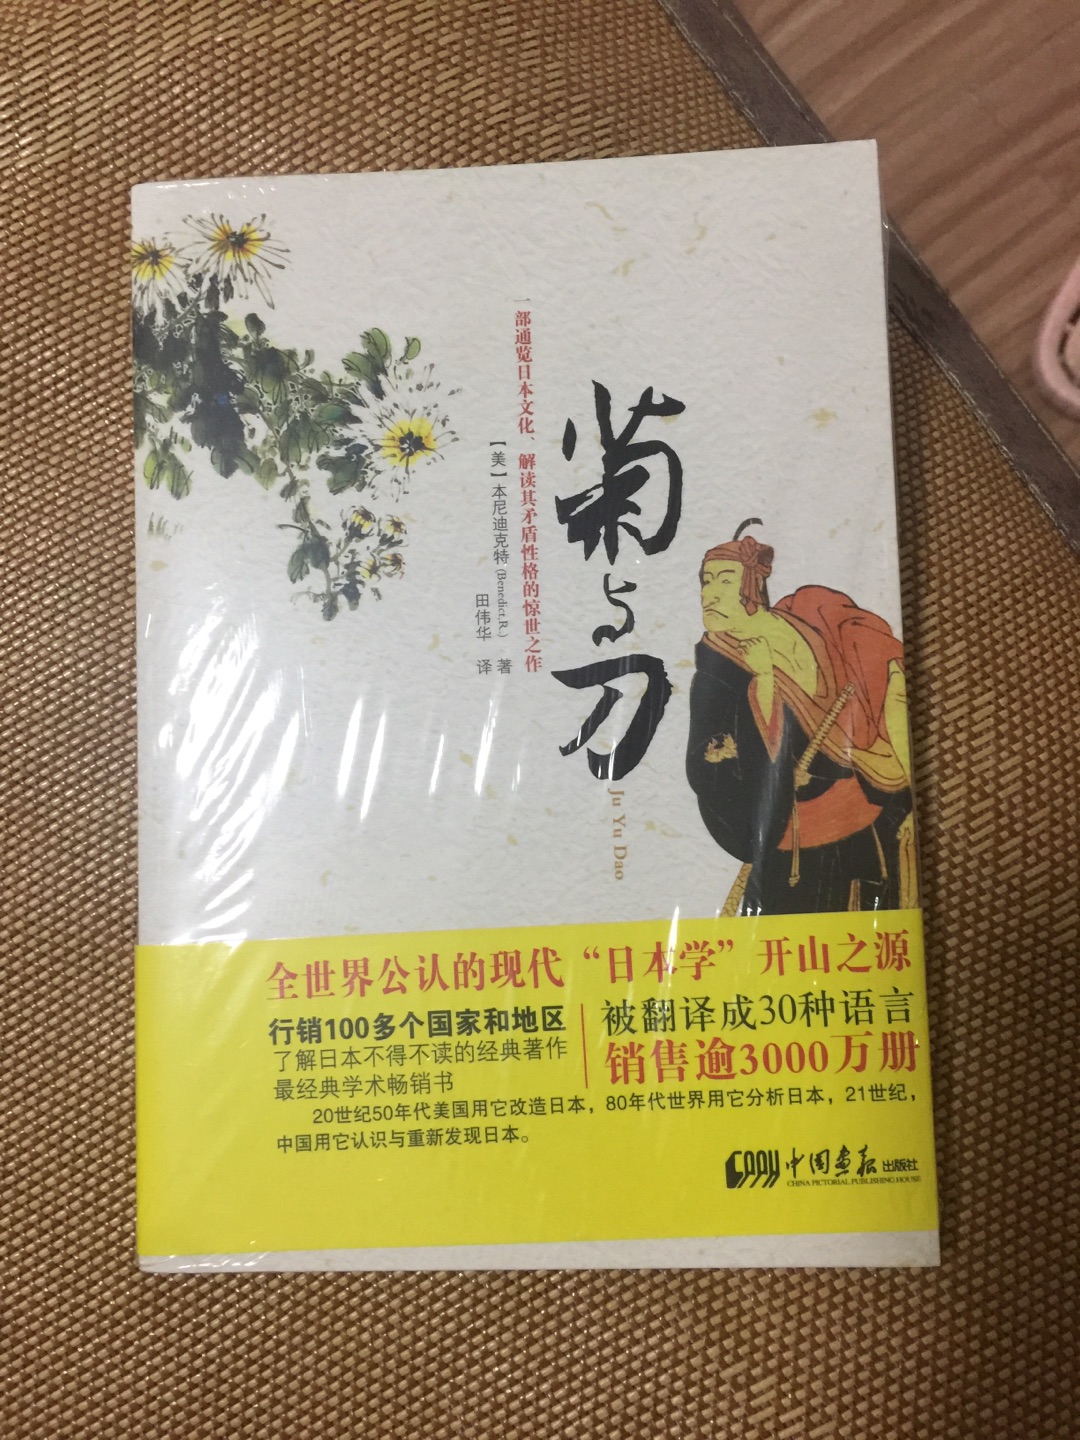 一部通览日本文化、解读其矛盾性格的惊世之作
【美】本尼迪克特(Benedict.R.) 著
田伟华 译
菊与刀
Ju Yu Dao
全世界公认的现代“日本学”开山之源
行销100多个国家和地区
了解日本不得不读的经典著作
最经典学术畅销书
被翻译成30种语言
销售逾3000万册
20世纪50年代美国用它改造日本，80年代世界用它分析日本，21世纪，
中国用它认识与重新发现日本。
中国画报出版社
CHINA PICTORIAL PUBLISHING HOUSE